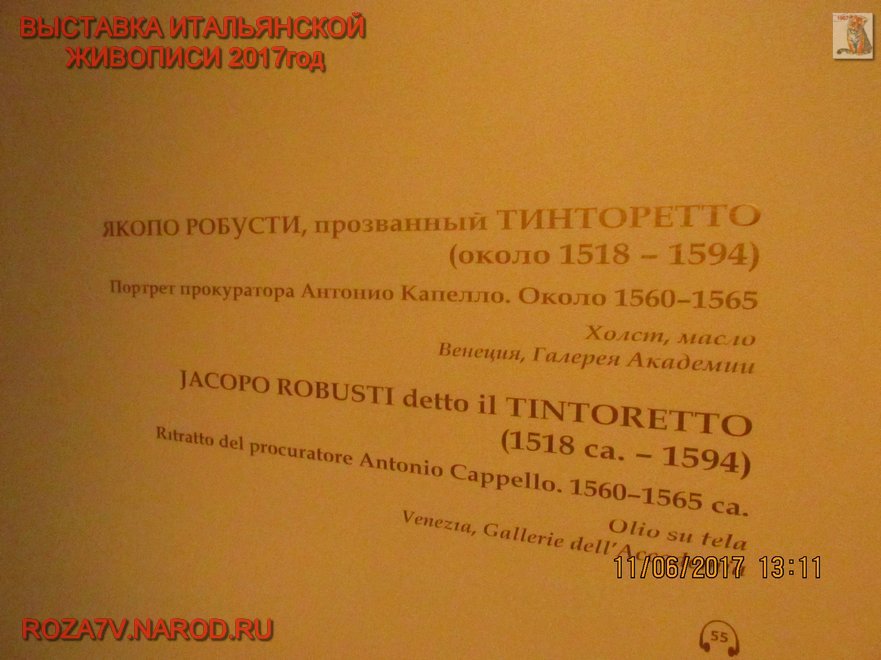 ВЫСТАВКА ИТАЛЬЯНСКОЙ
ЖИВОПИСИ 2017год
ЯКОПО РОБУСТИ, прозванный ТИНТОРЕТТО
(около 1518 – 1594)
Портрет прокуратора Антонио Капелло. Около 1560–1565
Холст, масло
Венеция, Галерея Академии
JACOPO ROBUSTI detto il TINTORETTO
(1518 ca. – 1594)
Ritratto del procuratore Antonio Cappello. 1560–1565 ca.
Olio su tela
Venezia, Gallerie dell'
11/06/2017 13:11
ROZA7V.NAROD.RU
55